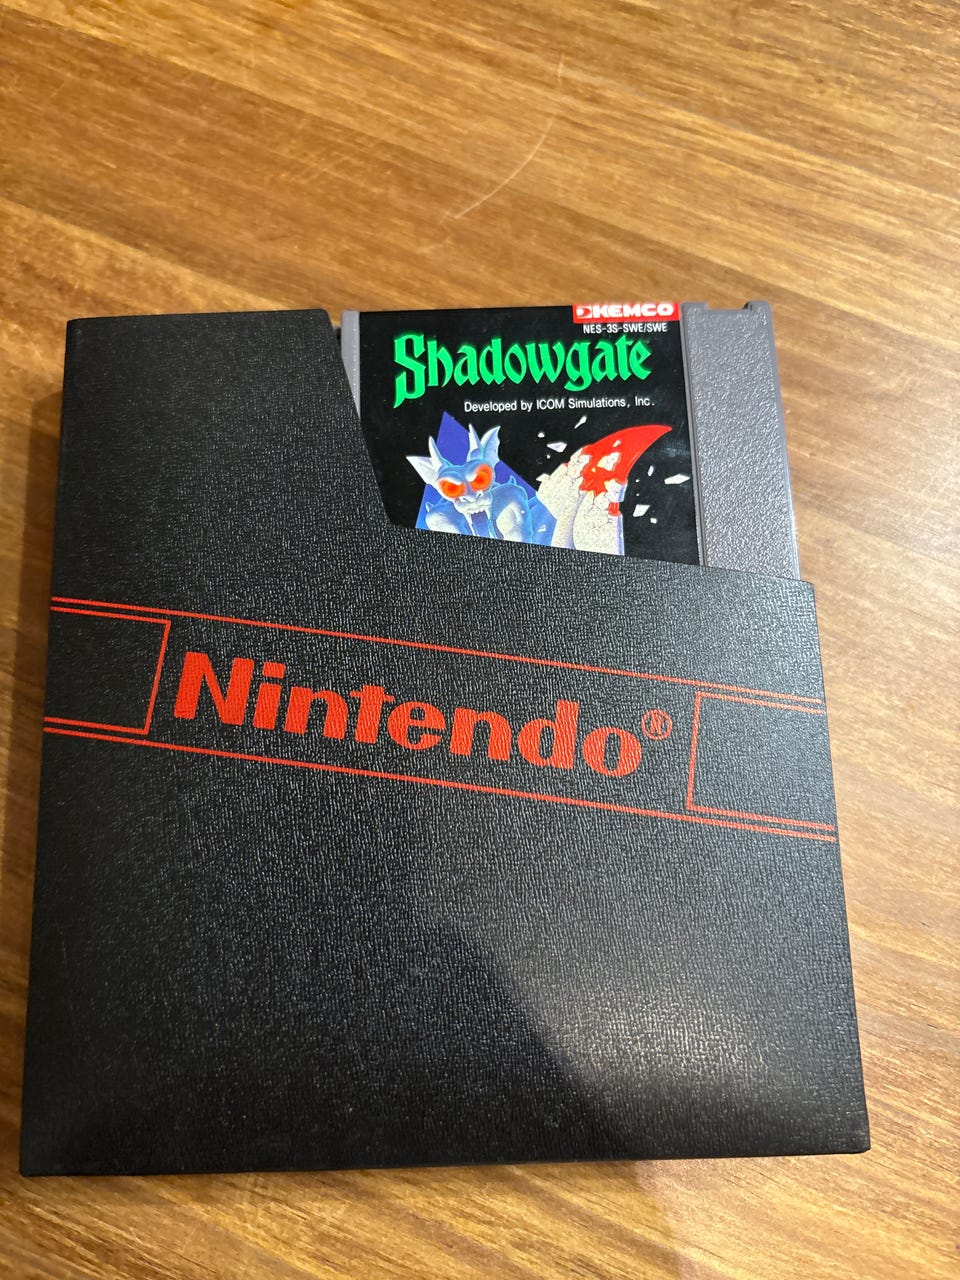 KEMCO
NES-3S-SWE/SWE
Shadowgate
Developed by ICOM Simulations, Inc.
Nintendo®